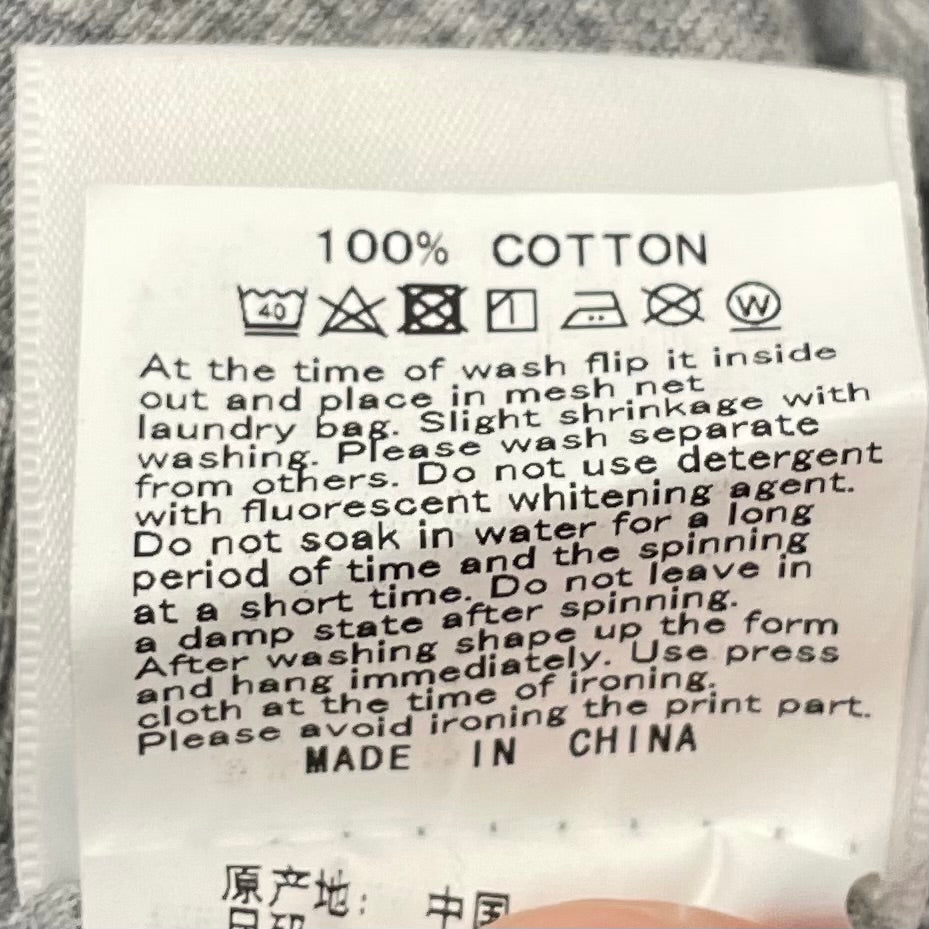 100% COTTON
40 W
At the time of wash flip it inside
out and place in mesh net
laundry bag. Slight shrinkage with
washing. Please wash separate
from others. Do not use detergent
with fluorescent whitening agent.
Do not soak in water for a long
period of time and the spinning
at a short time. Do not leave in
a damp state after spinning.
After washing shape up the form
and hang immediately. Use press
cloth at the time of ironing.
Please avoid ironing the print part.
MADE IN CHINA
原产地: 中国